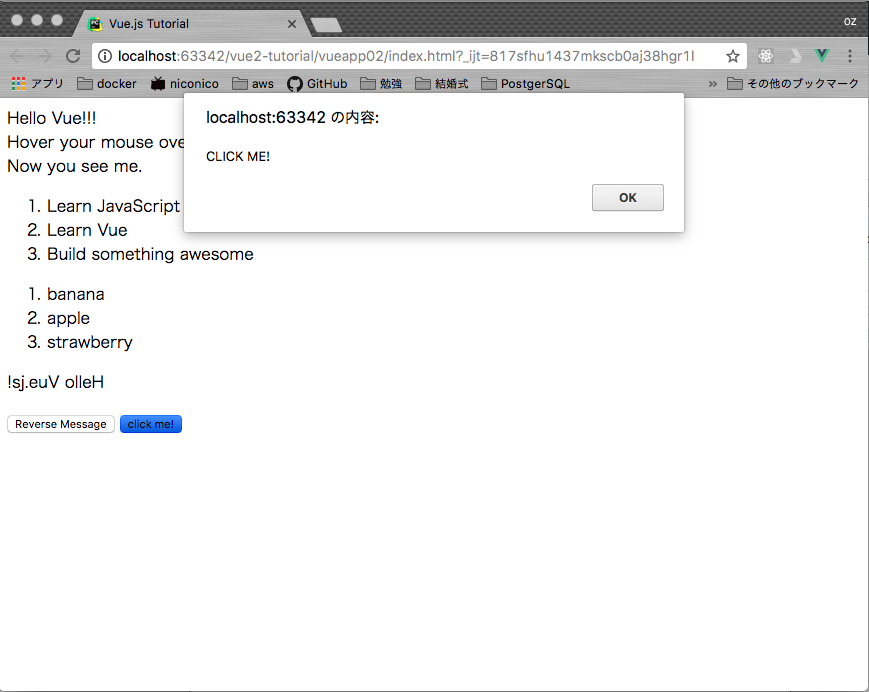 Vue.js Tutorial
oz
localhost:63342/vue2-tutorial/vueapp02/index.html?_ijt=817sfhu1437mkscb0aj38hgr1l
アプリ docker niconico aws GitHub 勉強 結婚式 PostgerSQL » その他のブックマーク
localhost:63342 の内容:
CLICK ME!
OK
Hello Vue!!!
Hover your mouse ove
Now you see me.
1. Learn JavaScript
2. Learn Vue
3. Build something awesome
1. banana
2. apple
3. strawberry
!sj.euV olleH
Reverse Message click me!